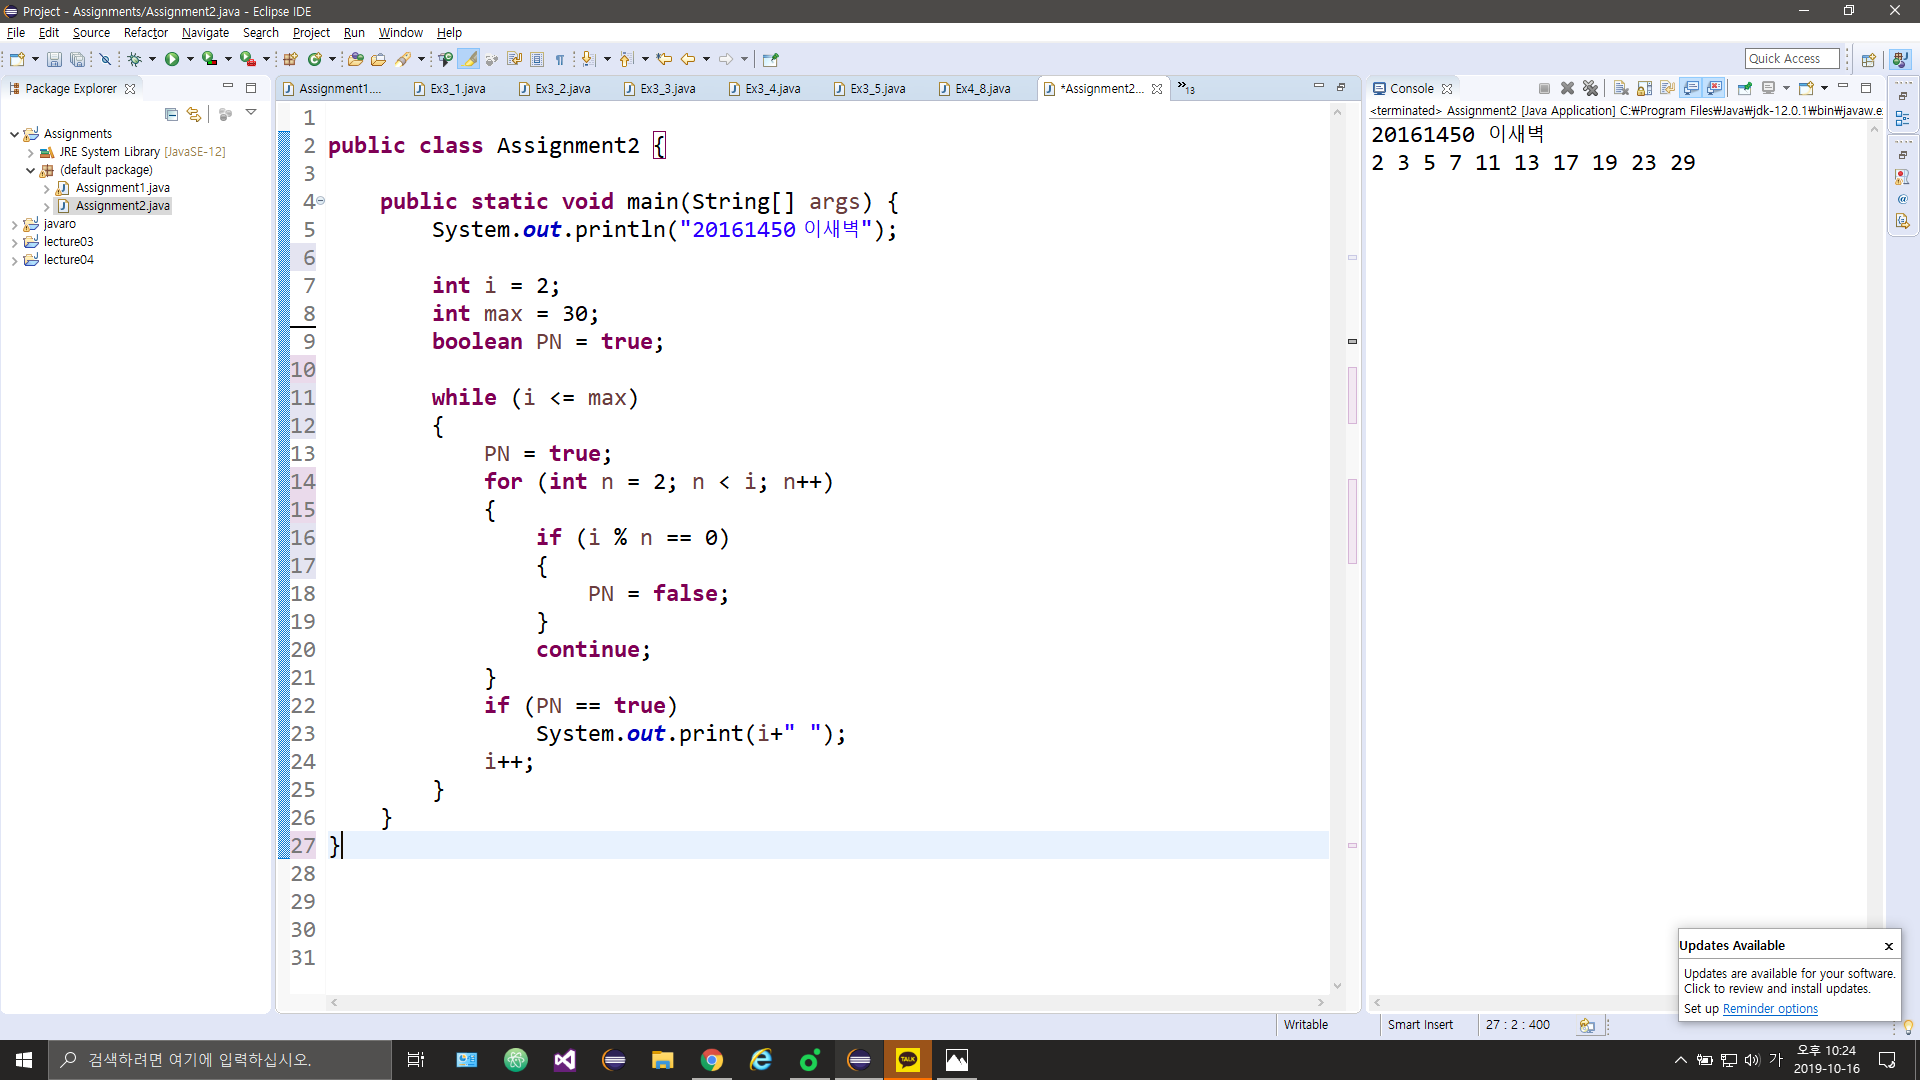 Project - Assignments/Assignment2.java - Eclipse IDE
File Edit Source Refactor Navigate Search Project Run Window Help
Quick Access
Package Explorer
Assignments
JRE System Library [JavaSE-12]
(default package)
Assignment1.java
Assignment2.java
javaro
lecture03
lecture04
Assignment1.... Ex3_1.java Ex3_2.java Ex3_3.java Ex3_4.java Ex3_5.java Ex4_8.java *Assignment2... »13
1
2 public class Assignment2 {
3
4 public static void main(String[] args) {
5 System.out.println("20161450 이새벽");
6
7 int i = 2;
8 int max = 30;
9 boolean PN = true;
10
11 while (i <= max)
12 {
13 PN = true;
14 for (int n = 2; n < i; n++)
15 {
16 if (i % n == 0)
17 {
18 PN = false;
19 }
20 continue;
21 }
22 if (PN == true)
23 System.out.print(i+" ");
24 i++;
25 }
26 }
27 }
28
29
30
31
Console
<terminated> Assignment2 [Java Application] C:₩Program Files₩Java₩jdk-12.0.1₩bin₩javaw.e
20161450 이새벽
2 3 5 7 11 13 17 19 23 29
Updates Available
Updates are available for your software.
Click to review and install updates.
Set up Reminder options
Writable Smart Insert 27 : 2 : 400
검색하려면 여기에 입력하십시오.
TALK
가
오후 10:24
2019-10-16